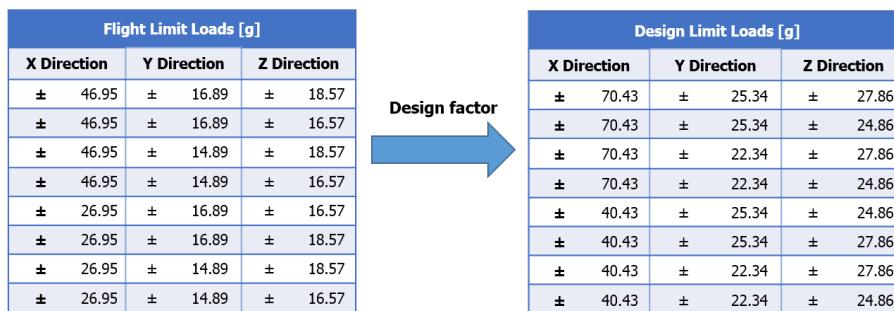 Flight Limit Loads [g]
X Direction Y Direction Z Direction
± 46.95 ± 16.89 ± 18.57
± 46.95 ± 16.89 ± 16.57
± 46.95 ± 14.89 ± 18.57
± 46.95 ± 14.89 ± 16.57
± 26.95 ± 16.89 ± 16.57
± 26.95 ± 16.89 ± 18.57
± 26.95 ± 14.89 ± 18.57
± 26.95 ± 14.89 ± 16.57
Design factor
Design Limit Loads [g]
X Direction Y Direction Z Direction
± 70.43 ± 25.34 ± 27.86
± 70.43 ± 25.34 ± 24.86
± 70.43 ± 22.34 ± 27.86
± 70.43 ± 22.34 ± 24.86
± 40.43 ± 25.34 ± 24.86
± 40.43 ± 25.34 ± 27.86
± 40.43 ± 22.34 ± 27.86
± 40.43 ± 22.34 ± 24.86